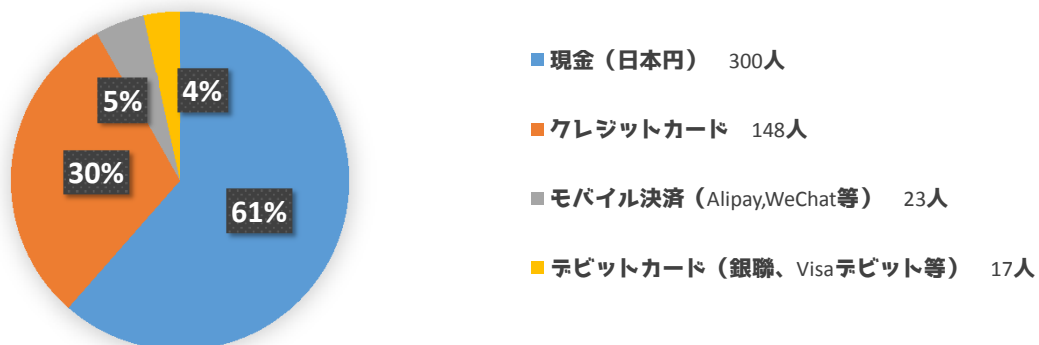 現金（日本円） 300人
4%
5%
クレジットカード 148人
30%
モバイル決済（Alipay,WeChat等） 23人
61%
デビットカード（銀聯、Visaデビット等） 17人